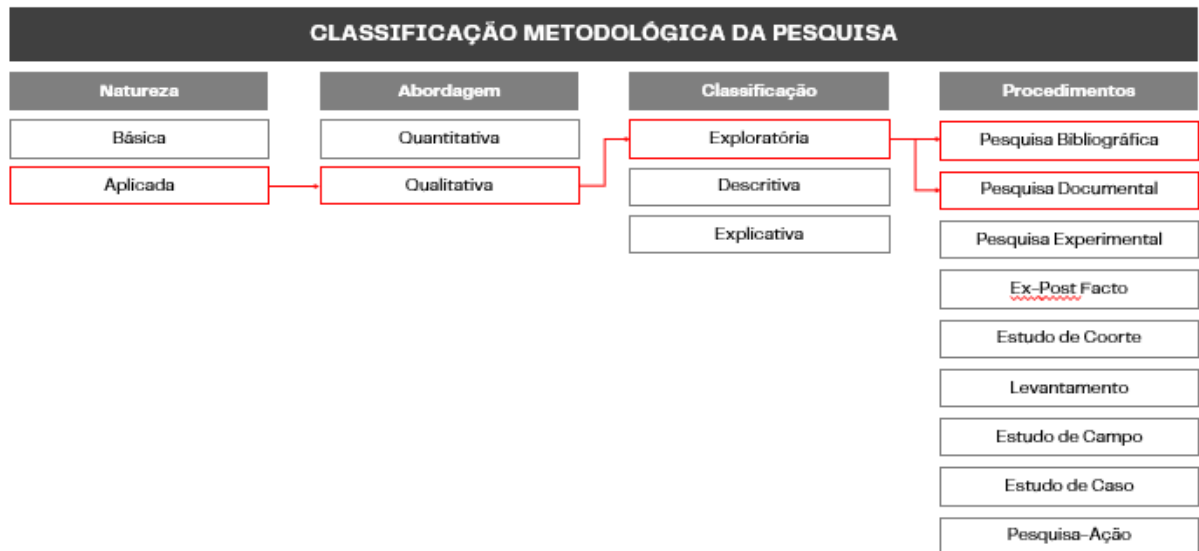 CLASSIFICAÇÃO METODOLÓGICA DA PESQUISA
Natureza
Básica
Aplicada
Abordagem
Quantitativa
Qualitativa
Classificação
Exploratória
Descritiva
Explicativa
Procedimentos
Pesquisa Bibliográfica
Pesquisa Documental
Pesquisa Experimental
Ex-Post Facto
Estudo de Coorte
Levantamento
Estudo de Campo
Estudo de Caso
Pesquisa-Ação